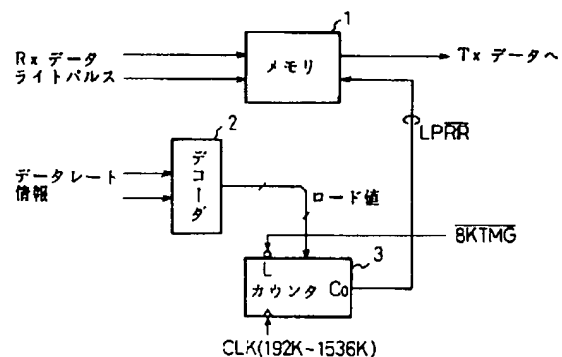 1
Rx データ
ライトパルス
メモリ
Tx データへ
LPRR
2
デコーダ
データレート
情報
ロード値
8KTMG
3
L
カウンタ Co
CLK(192K~1536K)